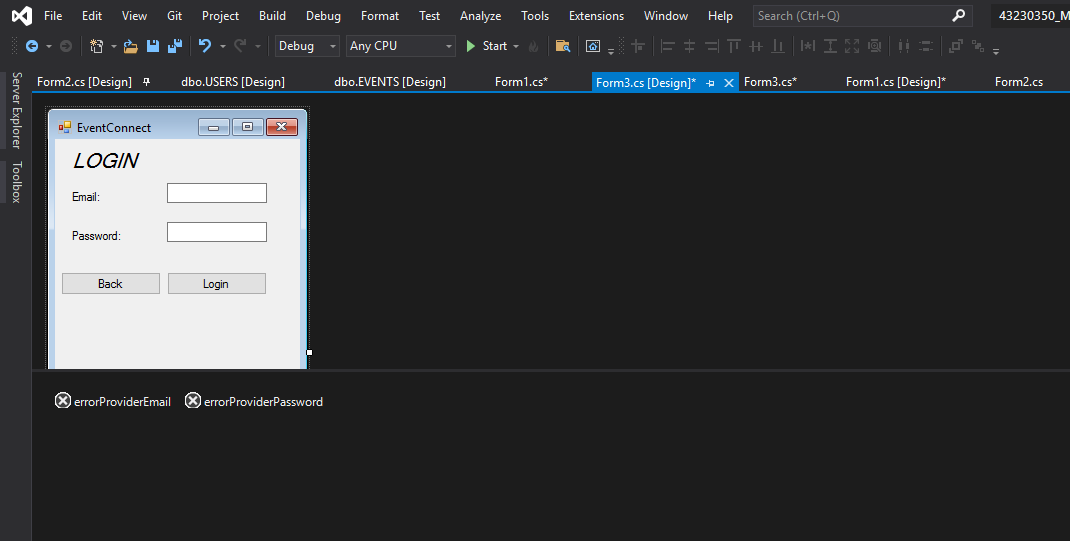 File Edit View Git Project Build Debug Format Test Analyze Tools Extensions Window Help Search (Ctrl+Q) 43230350_M
Debug Any CPU Start
Form2.cs [Design] dbo.USERS [Design] dbo.EVENTS [Design] Form1.cs* Form3.cs [Design]* Form3.cs* Form1.cs [Design]* Form2.cs
Server Explorer
Toolbox
EventConnect
LOGIN
Email:
Password:
Back Login
errorProviderEmail errorProviderPassword